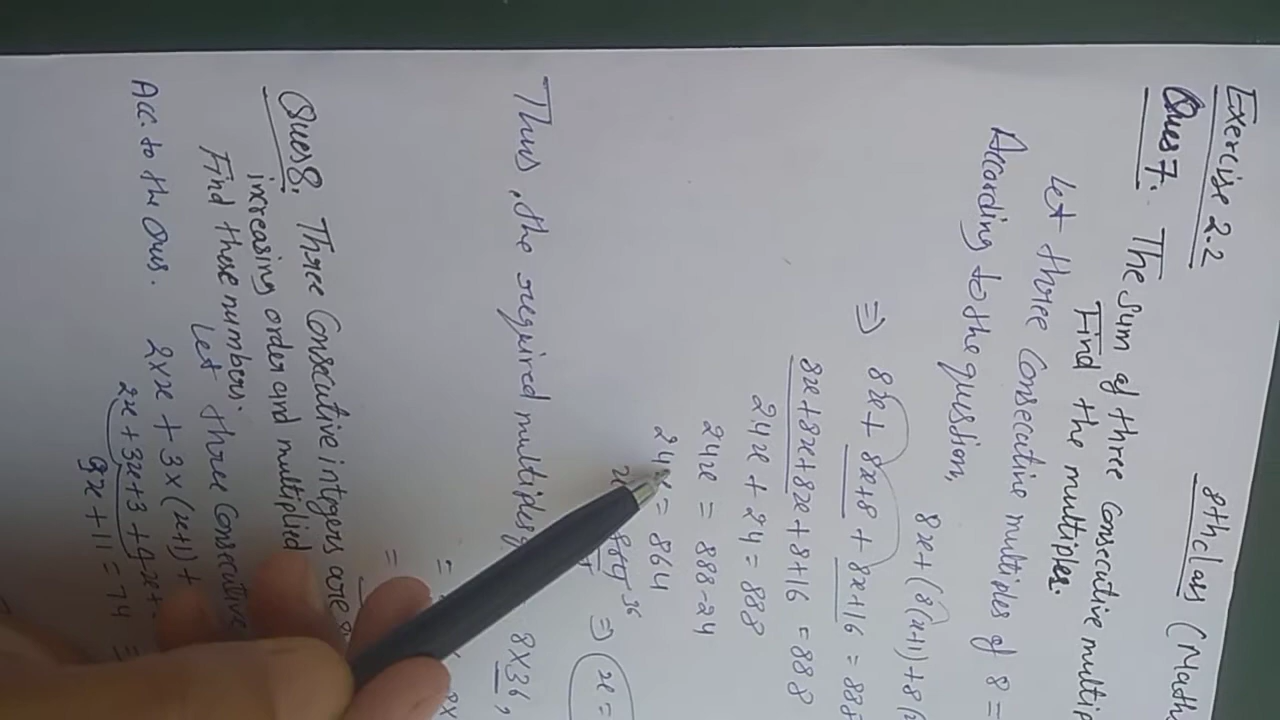 Exercise 2.2
8th class (Maths
Ques 7. The sum of three consecutive multip
Find the multiples.
Let three consecutive multiples of 8 =
According to the question,
8x + (8(x+1) + 8(
⇒ 8x + 8x+8 + 8x+16 = 888
8x+8x+8x+8+16 = 888
24x + 24 = 888
24x = 888-24
24x = 864
36 ⇒ x =
Thus, the required multiples
8×36,
Ques 8. Three Consecutive integers are
increasing order and multiplied
Find these numbers.
Let three Consecutive
Acc. to the Ques. 2×x + 3×(x+1) +
2x + 3x+3 + 4x+
9x + 11 = 74